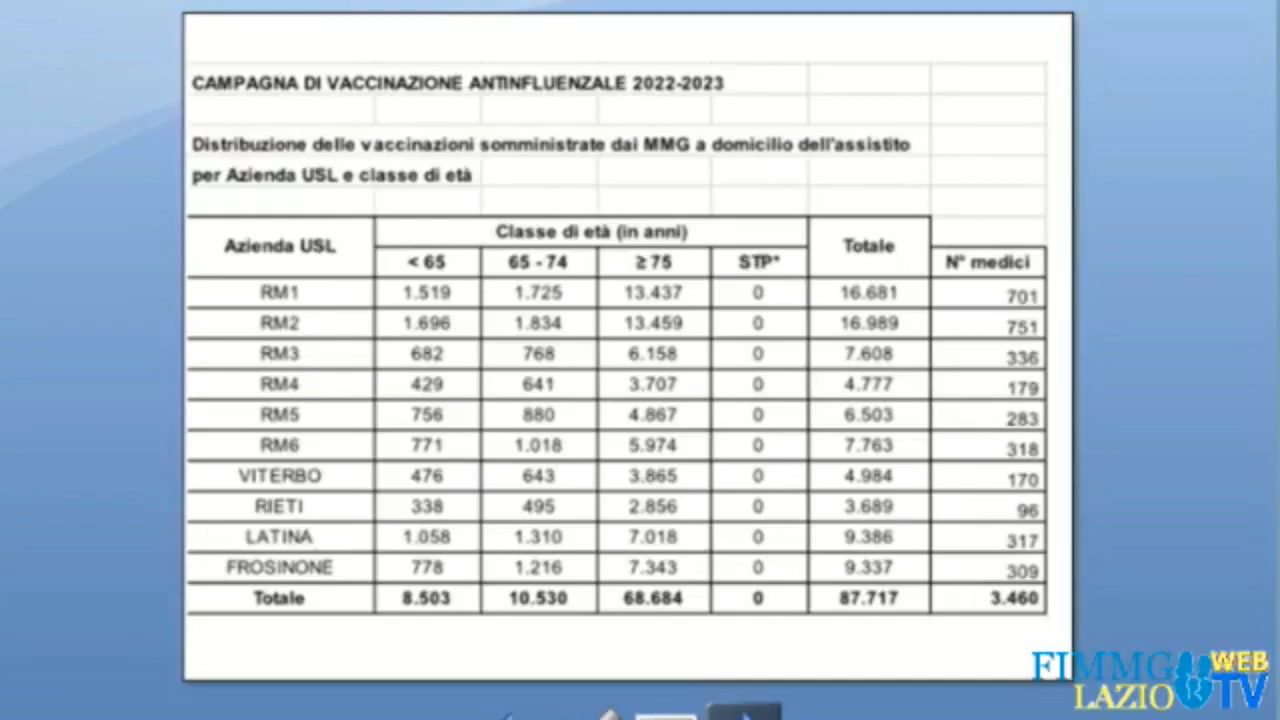 CAMPAGNA DI VACCINAZIONE ANTINFLUENZALE 2022-2023
Distribuzione delle vaccinazioni somministrate dai MMG a domicilio dell'assistito
per Azienda USL e classe di età
Azienda USL Classe di età (in anni) Totale
< 65 65 - 74 ≥ 75 STP* N° medici
RM1 1.519 1.725 13.437 0 16.681 701
RM2 1.696 1.834 13.459 0 16.989 751
RM3 682 768 6.158 0 7.608 336
RM4 429 641 3.707 0 4.777 179
RM5 756 880 4.867 0 6.503 283
RM6 771 1.018 5.974 0 7.763 318
VITERBO 476 643 3.865 0 4.984 170
RIETI 338 495 2.856 0 3.689 96
LATINA 1.058 1.310 7.018 0 9.386 317
FROSINONE 778 1.216 7.343 0 9.337 309
Totale 8.503 10.530 68.684 0 87.717 3.460
FIMMG WEB
LAZIO TV